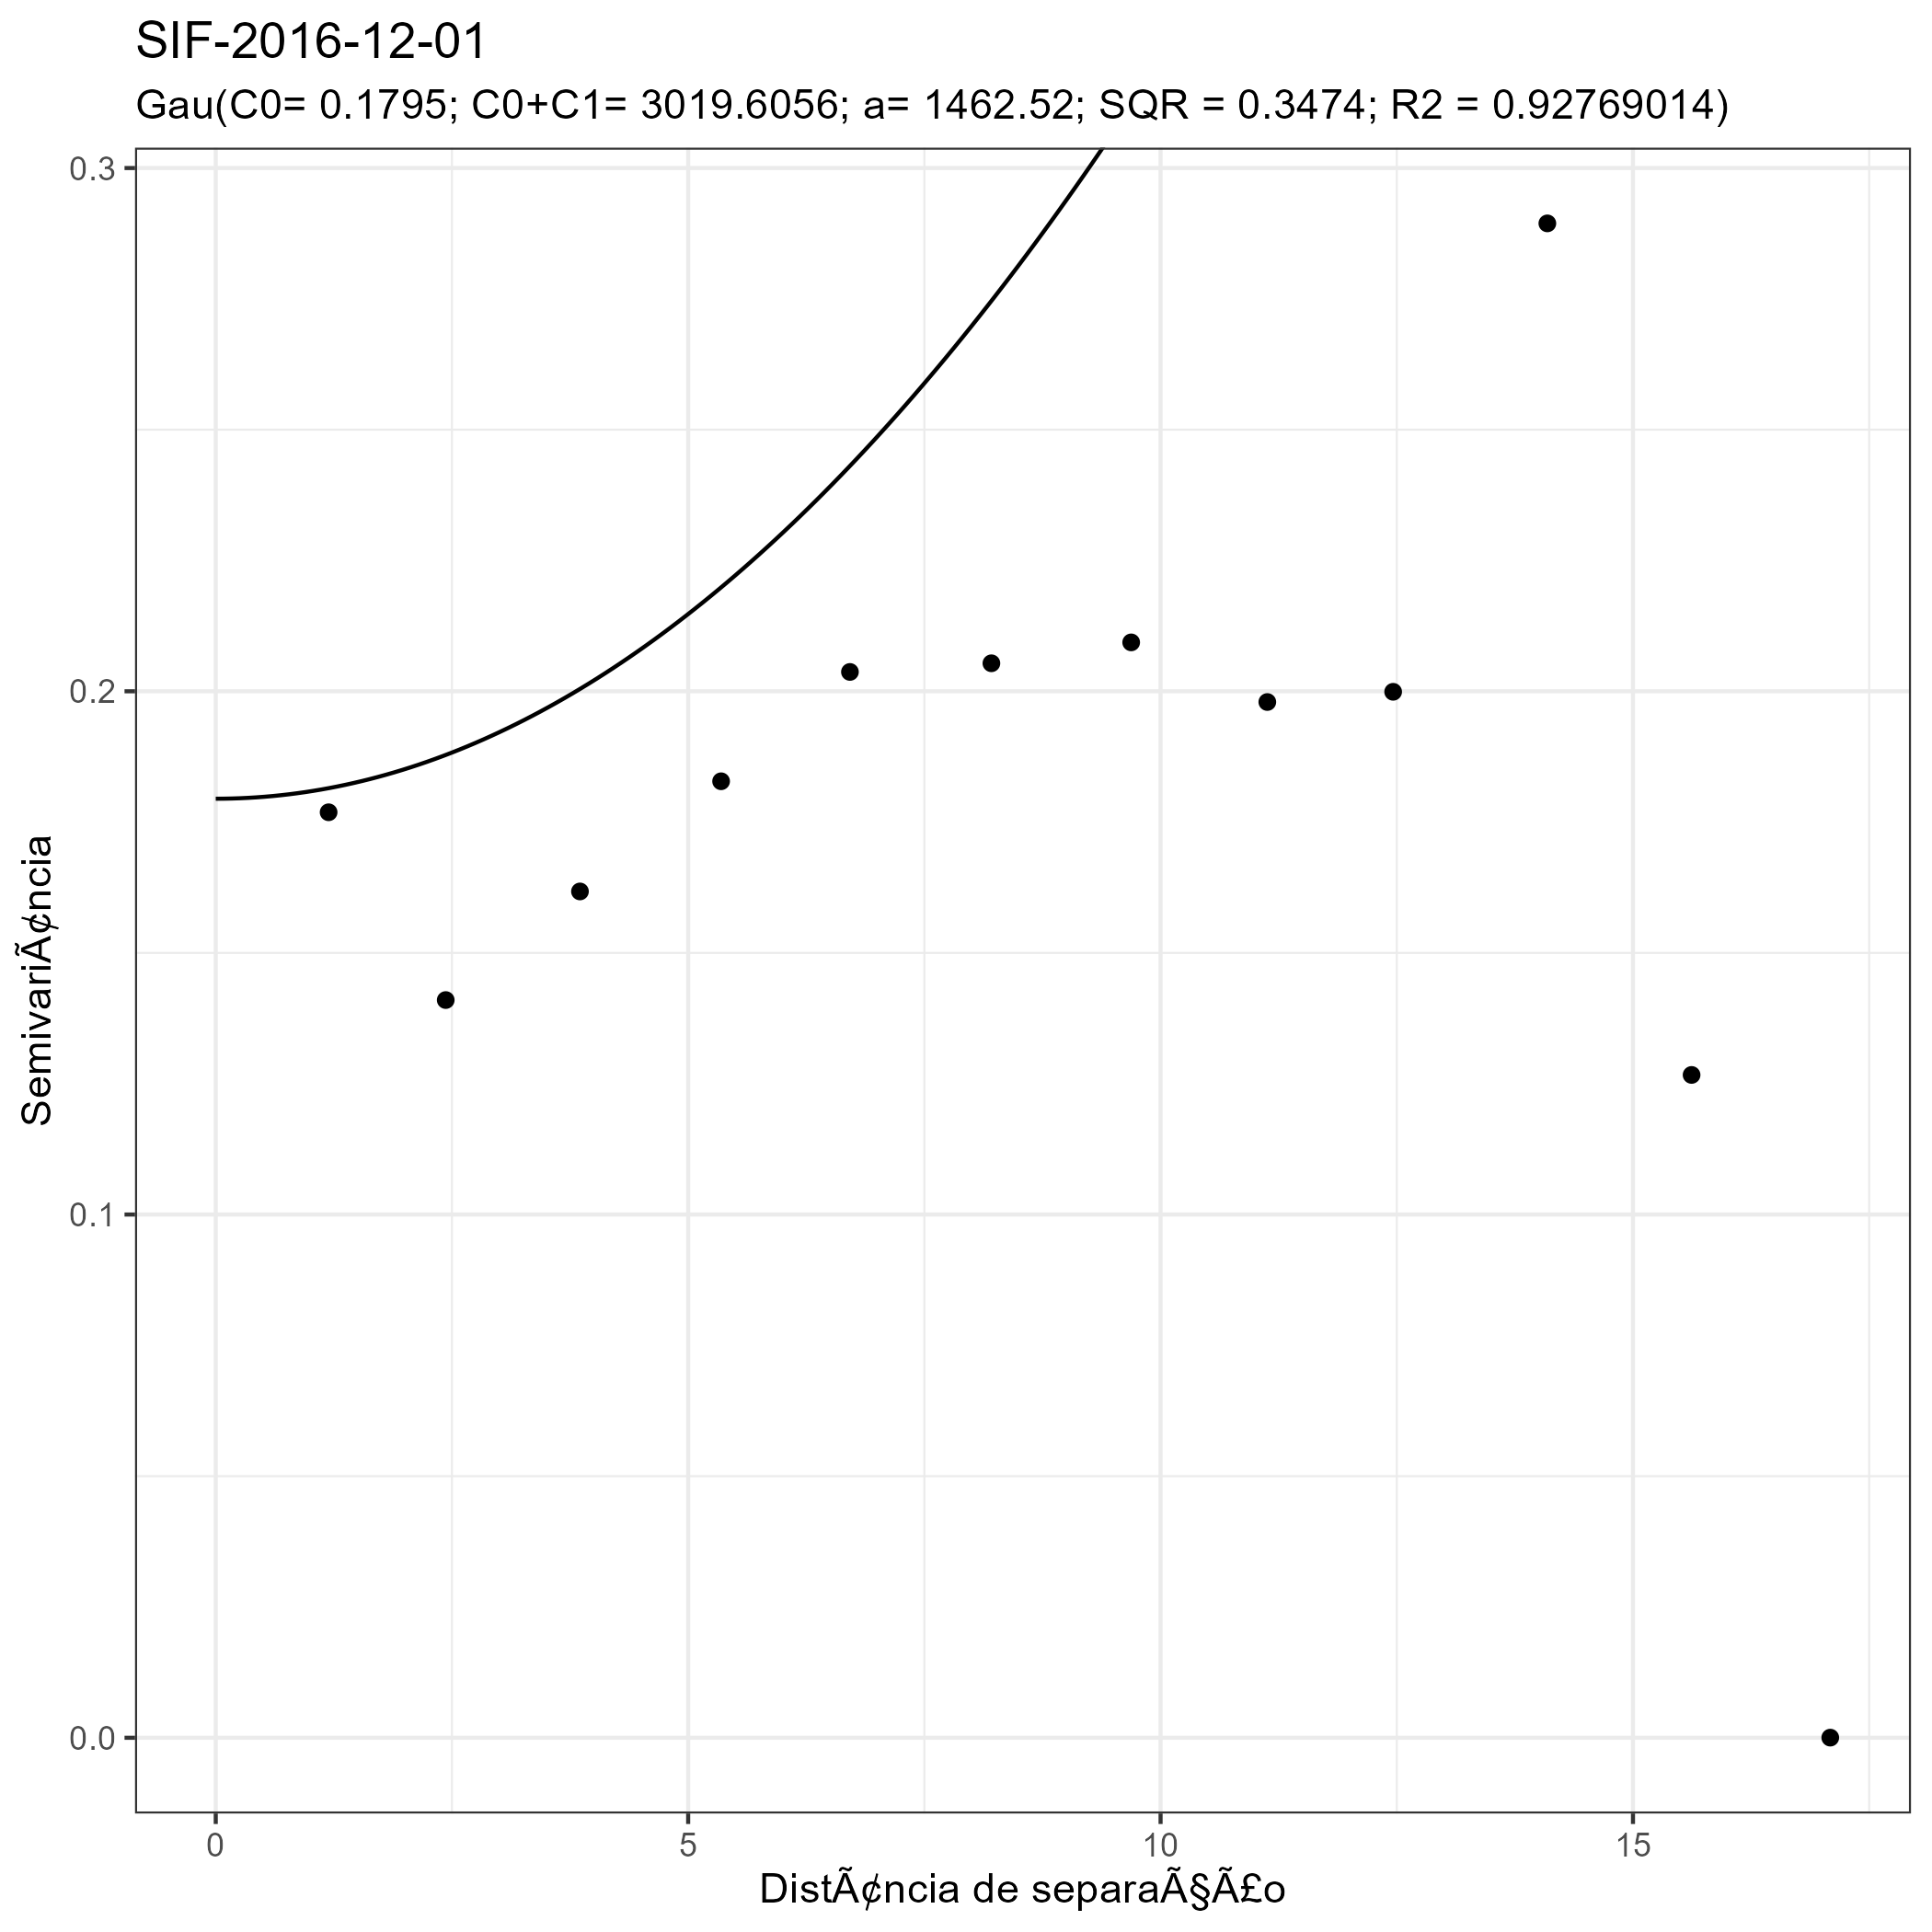 SIF-2016-12-01
Gau(C0= 0.1795; C0+C1= 3019.6056; a= 1462.52; SQR = 0.3474; R2 = 0.92769014)
0.3
0.2
0.1
0.0
SemivariÃ¢ncia
0 5 10 15
DistÃ¢ncia de separaÃ§Ã£o